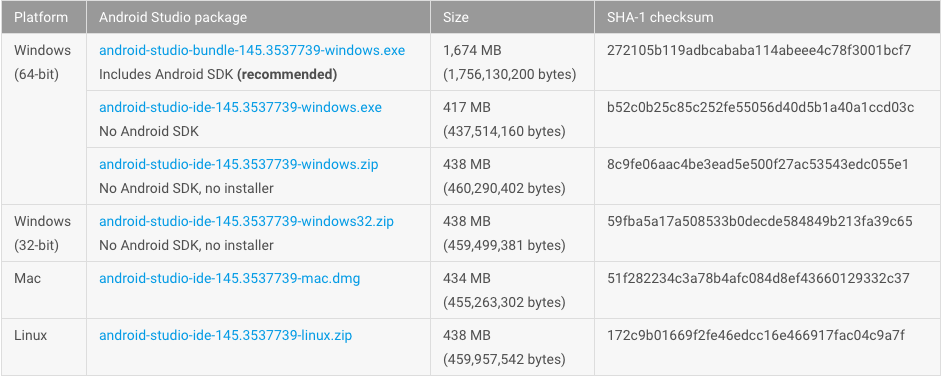 Platform Android Studio package Size SHA-1 checksum
Windows android-studio-bundle-145.3537739-windows.exe 1,674 MB 272105b119adbcababa114abeee4c78f3001bcf7
(64-bit) Includes Android SDK (recommended) (1,756,130,200 bytes)
android-studio-ide-145.3537739-windows.exe 417 MB b52c0b25c85c252fe55056d40d5b1a40a1ccd03c
No Android SDK (437,514,160 bytes)
android-studio-ide-145.3537739-windows.zip 438 MB 8c9fe06aac4be3ead5e500f27ac53543edc055e1
No Android SDK, no installer (460,290,402 bytes)
Windows android-studio-ide-145.3537739-windows32.zip 438 MB 59fba5a17a508533b0decde584849b213fa39c65
(32-bit) No Android SDK, no installer (459,499,381 bytes)
Mac android-studio-ide-145.3537739-mac.dmg 434 MB 51f282234c3a78b4afc084d8ef43660129332c37
(455,263,302 bytes)
Linux android-studio-ide-145.3537739-linux.zip 438 MB 172c9b01669f2fe46edcc16e466917fac04c9a7f
(459,957,542 bytes)